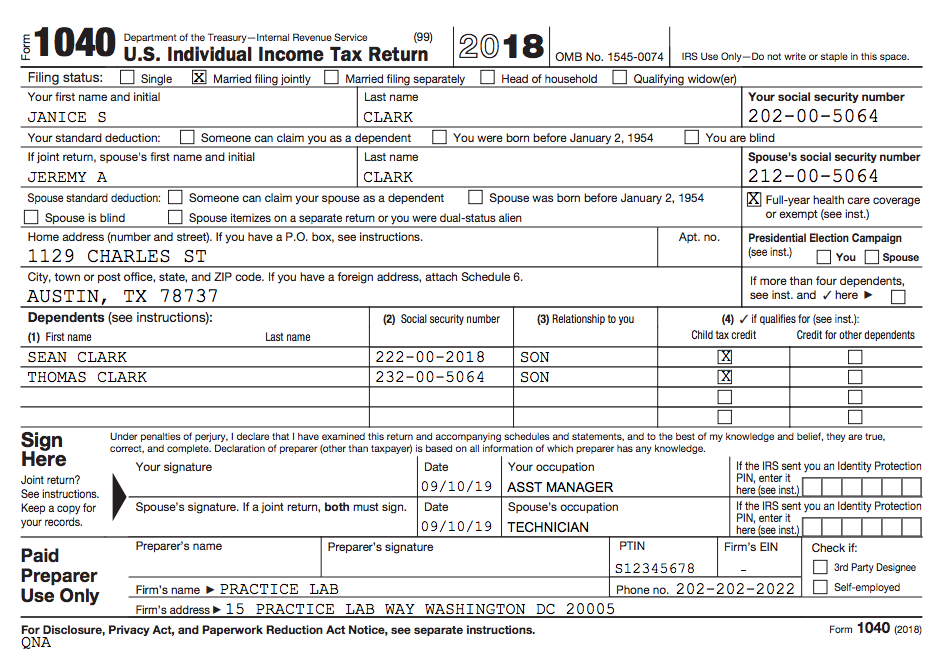 Form 1040 Department of the Treasury—Internal Revenue Service (99) U.S. Individual Income Tax Return 2018 OMB No. 1545-0074 IRS Use Only—Do not write or staple in this space.
Filing status: Single X Married filing jointly Married filing separately Head of household Qualifying widow(er)
Your first name and initial Last name Your social security number
JANICE S CLARK 202-00-5064
Your standard deduction: Someone can claim you as a dependent You were born before January 2, 1954 You are blind
If joint return, spouse's first name and initial Last name Spouse's social security number
JEREMY A CLARK 212-00-5064
Spouse standard deduction: Someone can claim your spouse as a dependent Spouse was born before January 2, 1954 X Full-year health care coverage
Spouse is blind Spouse itemizes on a separate return or you were dual-status alien or exempt (see inst.)
Home address (number and street). If you have a P.O. box, see instructions. Apt. no. Presidential Election Campaign
1129 CHARLES ST (see inst.) You Spouse
City, town or post office, state, and ZIP code. If you have a foreign address, attach Schedule 6. If more than four dependents,
AUSTIN, TX 78737 see inst. and ✓ here ►
Dependents (see instructions): (2) Social security number (3) Relationship to you (4) ✓ if qualifies for (see inst.):
(1) First name Last name Child tax credit Credit for other dependents
SEAN CLARK 222-00-2018 SON X
THOMAS CLARK 232-00-5064 SON X
Sign Here
Joint return?
See instructions.
Keep a copy for
your records.
Under penalties of perjury, I declare that I have examined this return and accompanying schedules and statements, and to the best of my knowledge and belief, they are true,
correct, and complete. Declaration of preparer (other than taxpayer) is based on all information of which preparer has any knowledge.
Your signature Date Your occupation If the IRS sent you an Identity Protection
09/10/19 ASST MANAGER PIN, enter it here (see inst.)
Spouse's signature. If a joint return, both must sign. Date Spouse's occupation If the IRS sent you an Identity Protection
09/10/19 TECHNICIAN PIN, enter it here (see inst.)
Paid Preparer Use Only
Preparer's name Preparer's signature PTIN Firm's EIN Check if:
S12345678 - 3rd Party Designee
Firm's name ► PRACTICE LAB Phone no. 202-202-2022 Self-employed
Firm's address ► 15 PRACTICE LAB WAY WASHINGTON DC 20005
For Disclosure, Privacy Act, and Paperwork Reduction Act Notice, see separate instructions. Form 1040 (2018)
QNA